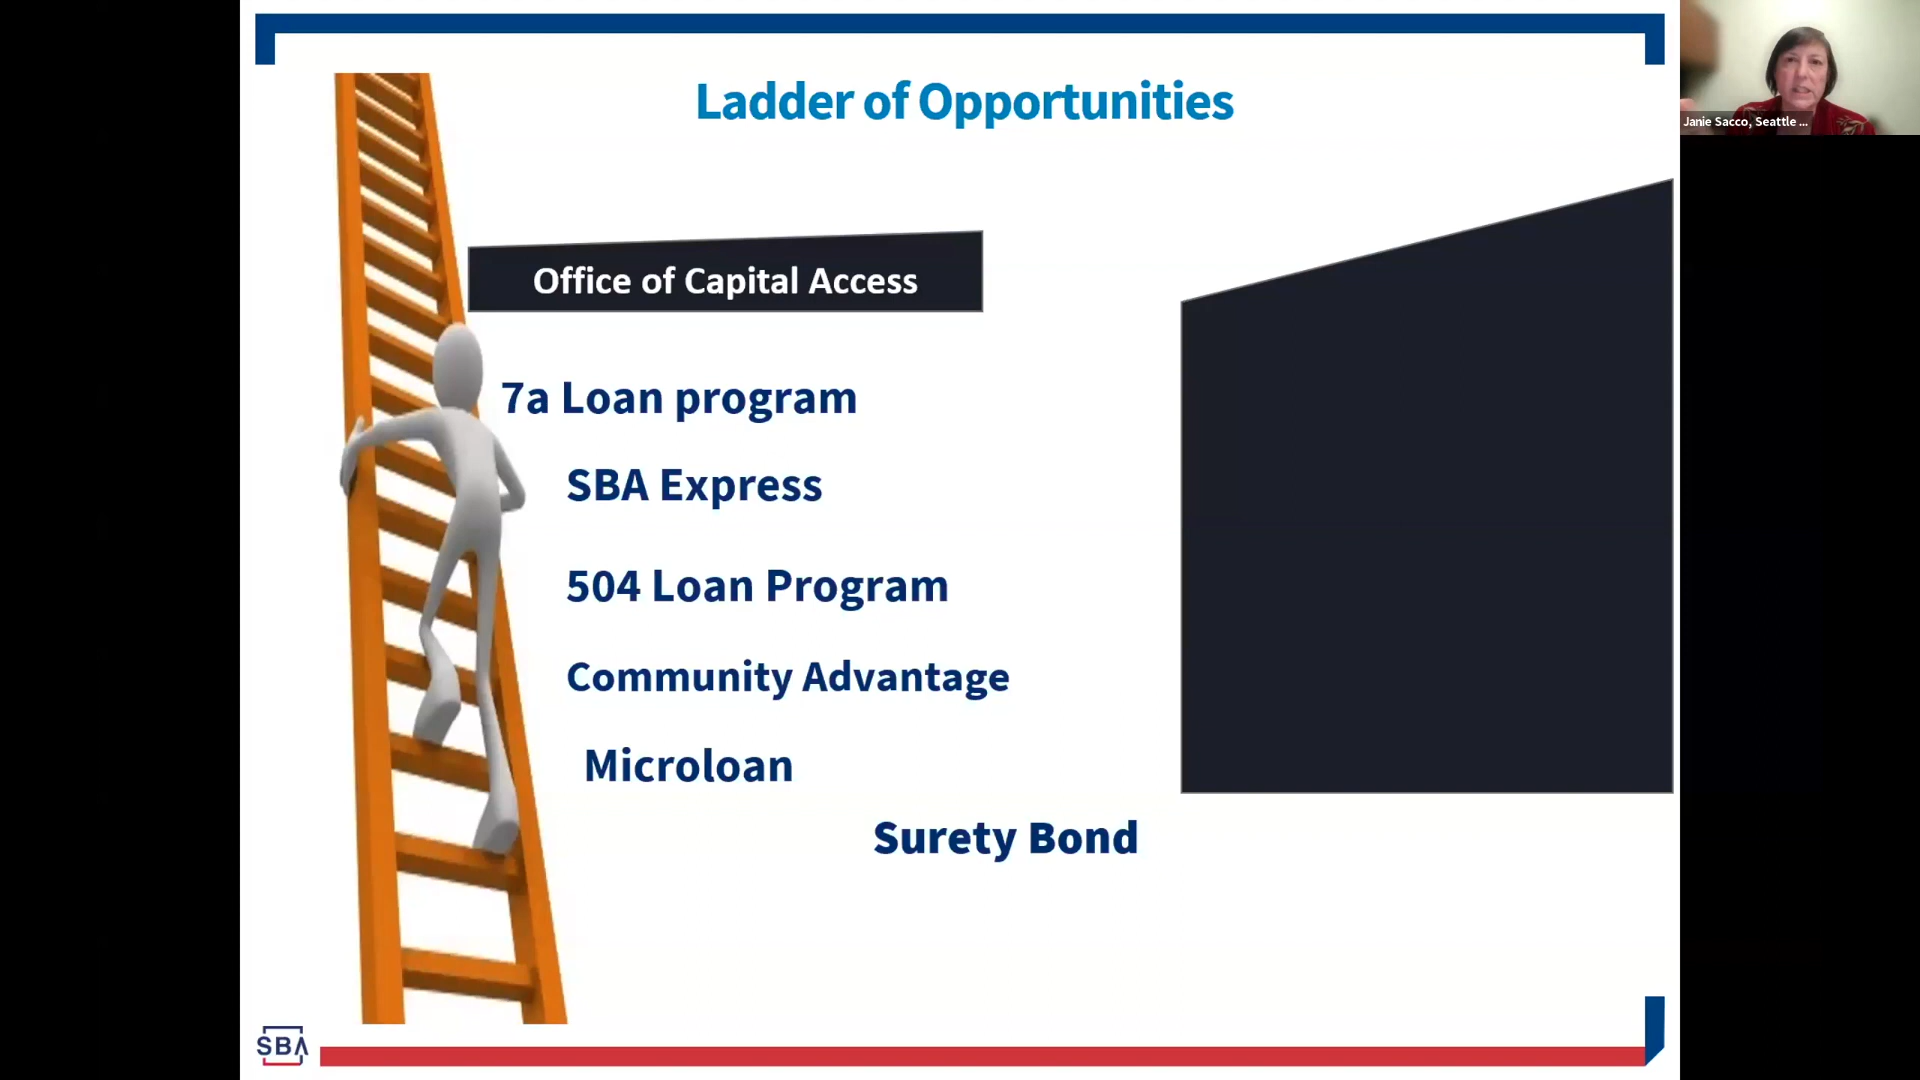 Ladder of Opportunities
Janie Sacco, Seattle ...
Office of Capital Access
7a Loan program
SBA Express
504 Loan Program
Community Advantage
Microloan
Surety Bond
SBA